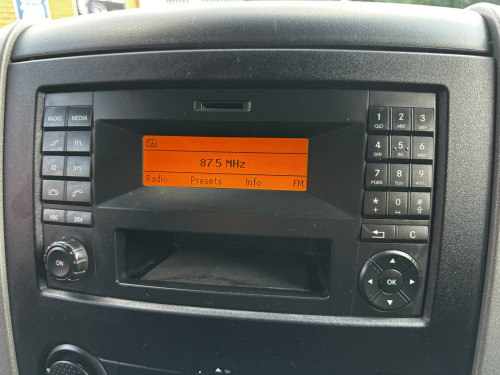 RADIO MEDIA
TEL
SYS
ON
TA
87.5 MHz
Radio Presets Info FM
1 2 ABC 3 DEF
4 GHI 5 JKL 6 MNO
7 PQRS 8 TUV 9 WXYZ
* 0 #
C
OK